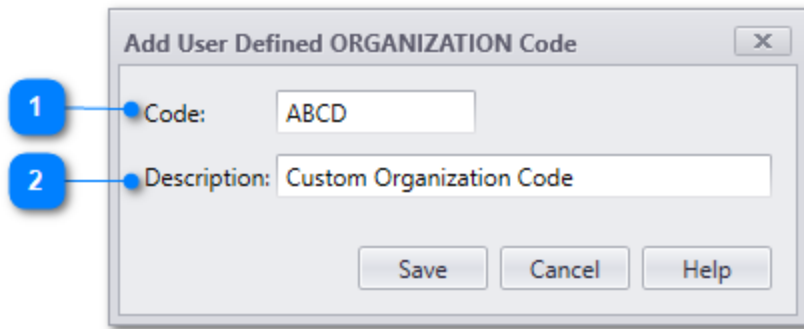 Add User Defined ORGANIZATION Code
1
Code: ABCD
2
Description: Custom Organization Code
Save Cancel Help